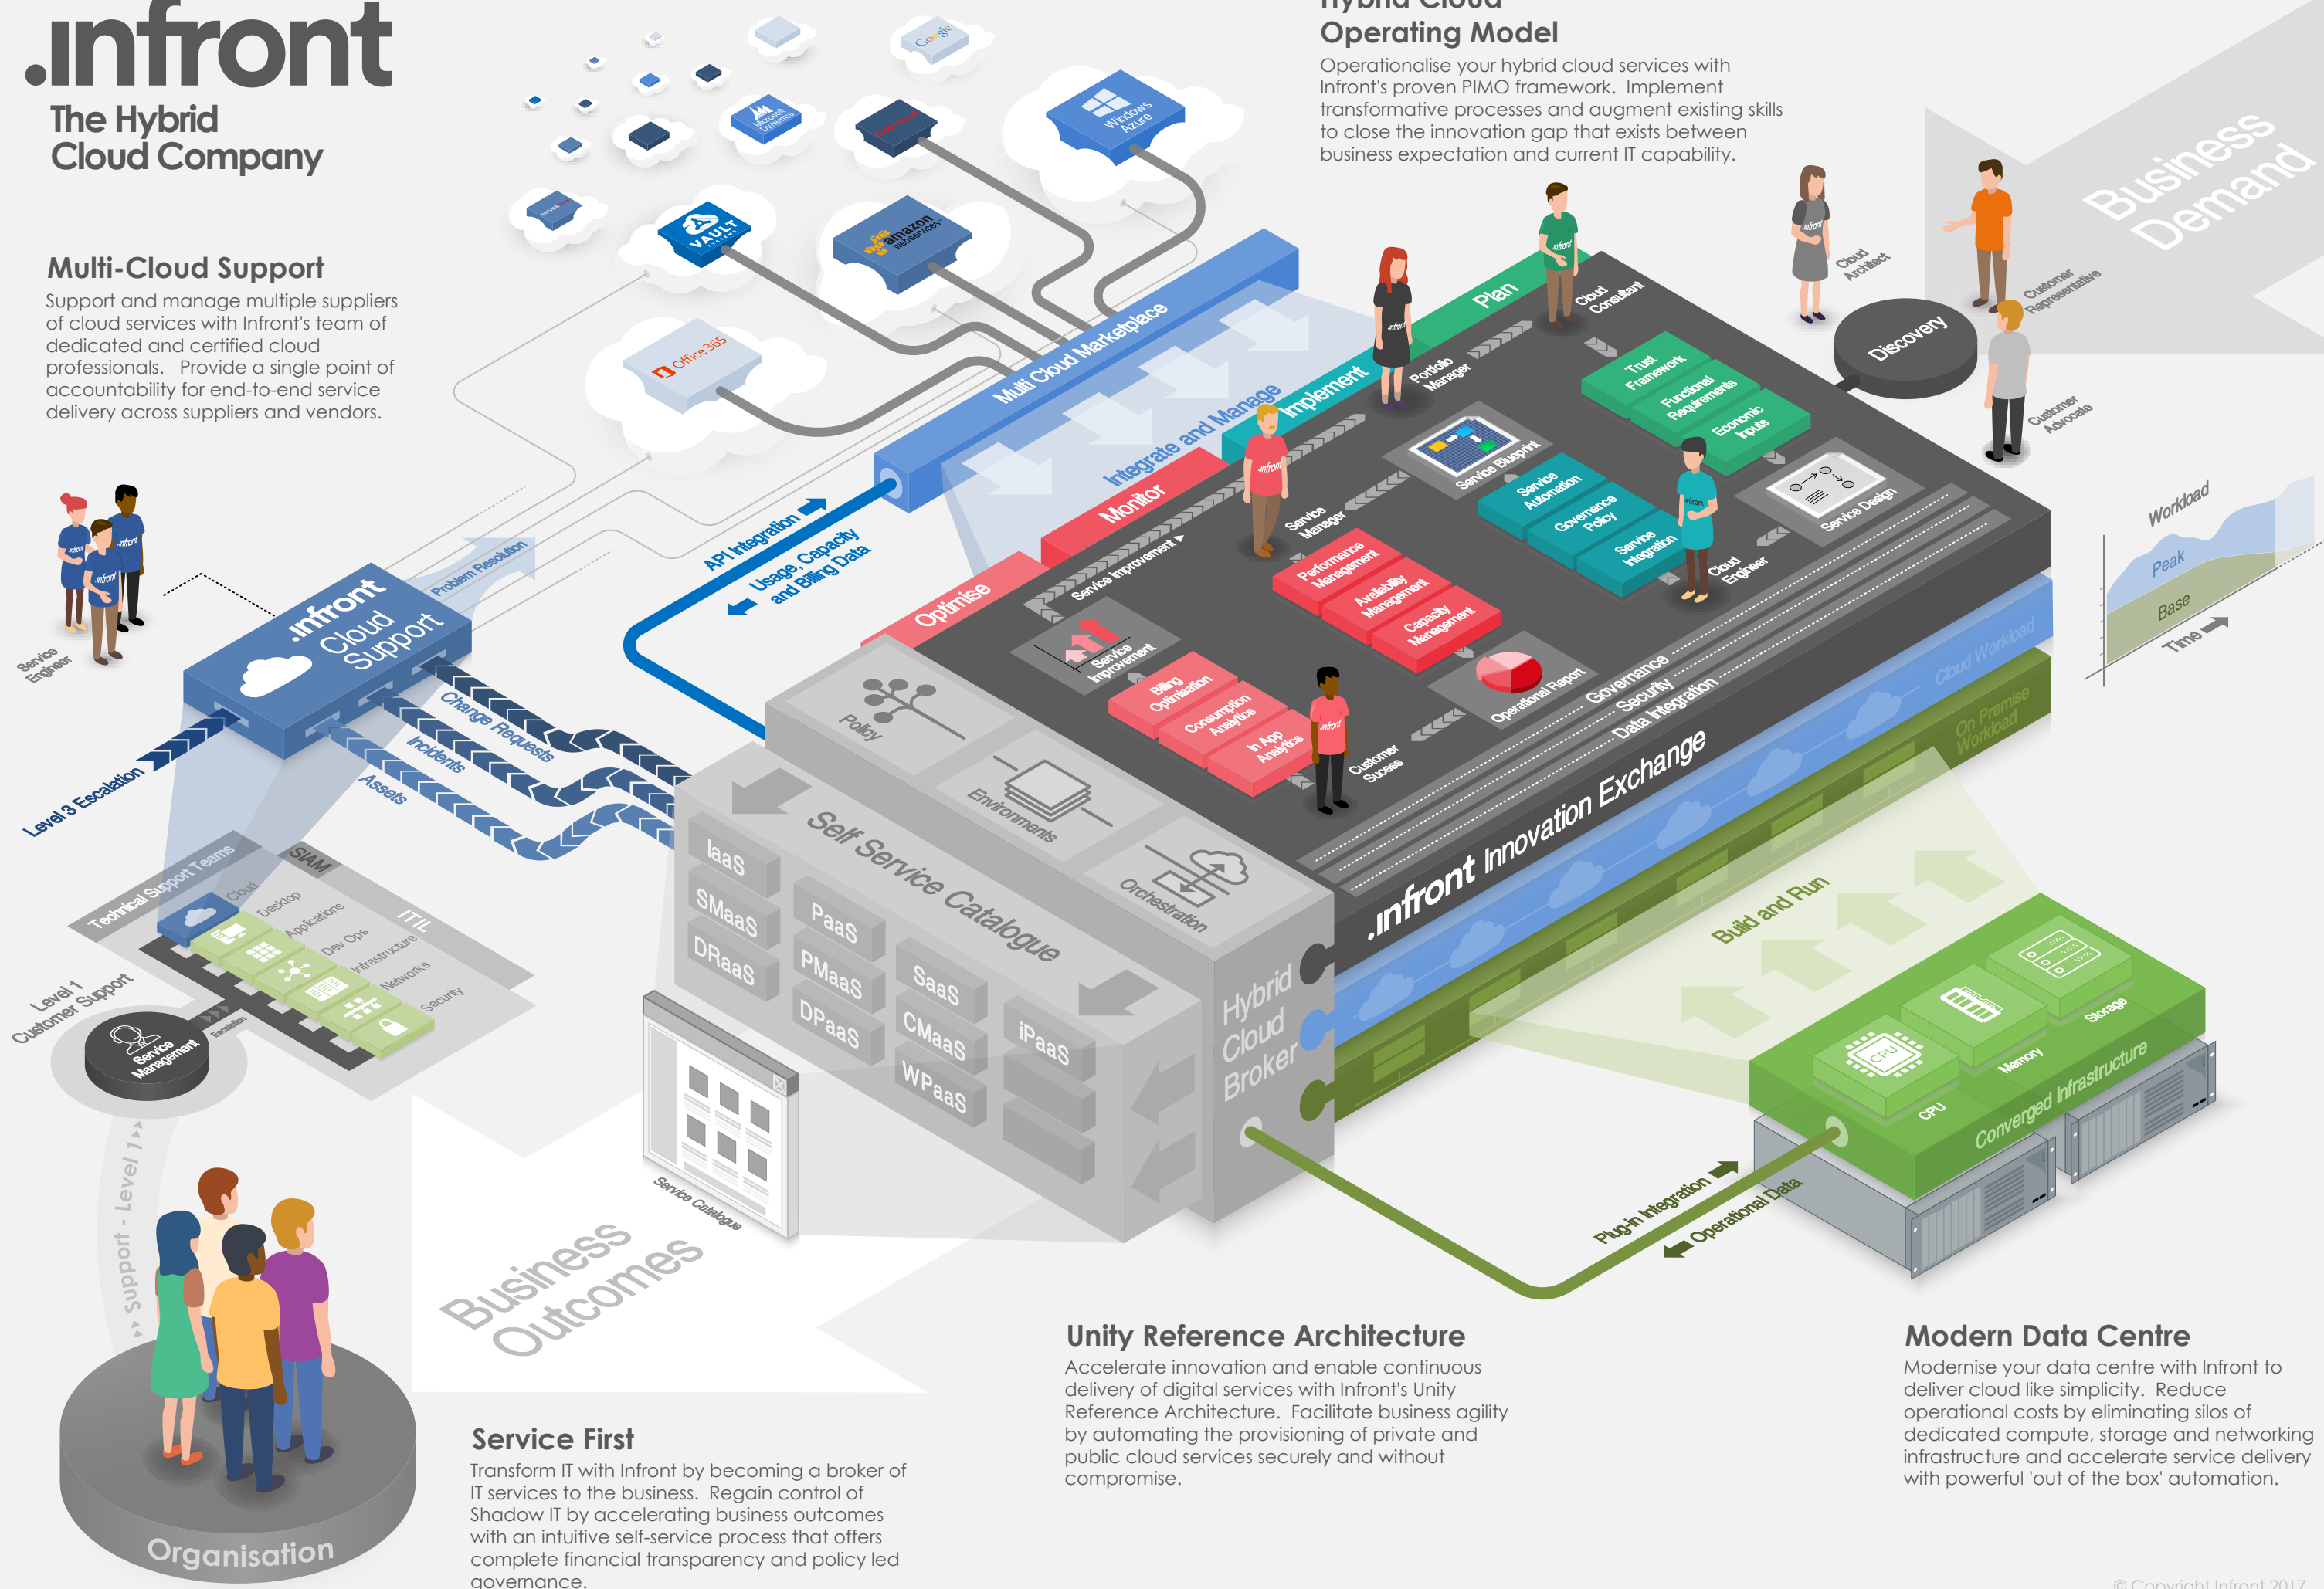 .infront
The Hybrid
Cloud Company
Hybrid Cloud
Operating Model
Operationalise your hybrid cloud services with
Infront's proven PIMO framework. Implement
transformative processes and augment existing skills
to close the innovation gap that exists between
business expectation and current IT capability.
Multi-Cloud Support
Support and manage multiple suppliers
of cloud services with Infront's team of
dedicated and certified cloud
professionals. Provide a single point of
accountability for end-to-end service
delivery across suppliers and vendors.
Google
Microsoft
Dynamics
ORACLE
Windows
Azure
VAULT
SYSTEMS
amazon
web services™
Office 365
Multi Cloud Marketplace
Integrate and Manage
API Integration
Usage, Capacity
and Billing Data
Business
Demand
Cloud
Architect
Customer
Representative
Customer
Advocate
Discovery
Plan
Implement
Monitor
Optimise
Cloud
Consultant
Portfolio
Manager
Trust
Framework
Functional
Requirements
Economic
Inputs
Service Blueprint
Service
Automation
Governance
Policy
Service
Integration
Service Design
Cloud
Engineer
Service
Manager
Service Improvement
Performance
Management
Availability
Management
Capacity
Management
Service
Improvement
Billing
Optimisation
Consumption
Analytics
In App
Analytics
Operational Report
Customer
Sucess
Governance
Security
Data Integration
.infront Innovation Exchange
Cloud Workload
On Premise
Workload
Workload
Peak
Base
Time
Service
Engineer
.infront
Cloud
Support
Problem Resolution
Level 3 Escalation
Change Requests
Incidents
Assets
Technical Support Teams
SIAM
ITIL
Cloud
Desktop
Applications
Dev Ops
Infrastructure
Networks
Security
Level 1
Customer Support
Service
Management
Escalation
Support - Level 1
Organisation
Policy
Environments
Orchestration
Self Service Catalogue
IaaS
SMaaS
DRaaS
PaaS
PMaaS
DPaaS
SaaS
CMaaS
WPaaS
iPaaS
Hybrid
Cloud
Broker
Service Catalogue
Business
Outcomes
Build and Run
CPU
CPU
Memory
Storage
Converged Infrastructure
Plug-in Integration
Operational Data
Service First
Transform IT with Infront by becoming a broker of
IT services to the business. Regain control of
Shadow IT by accelerating business outcomes
with an intuitive self-service process that offers
complete financial transparency and policy led
governance.
Unity Reference Architecture
Accelerate innovation and enable continuous
delivery of digital services with Infront's Unity
Reference Architecture. Facilitate business agility
by automating the provisioning of private and
public cloud services securely and without
compromise.
Modern Data Centre
Modernise your data centre with Infront to
deliver cloud like simplicity. Reduce
operational costs by eliminating silos of
dedicated compute, storage and networking
infrastructure and accelerate service delivery
with powerful 'out of the box' automation.
© Copyright Infront 2017